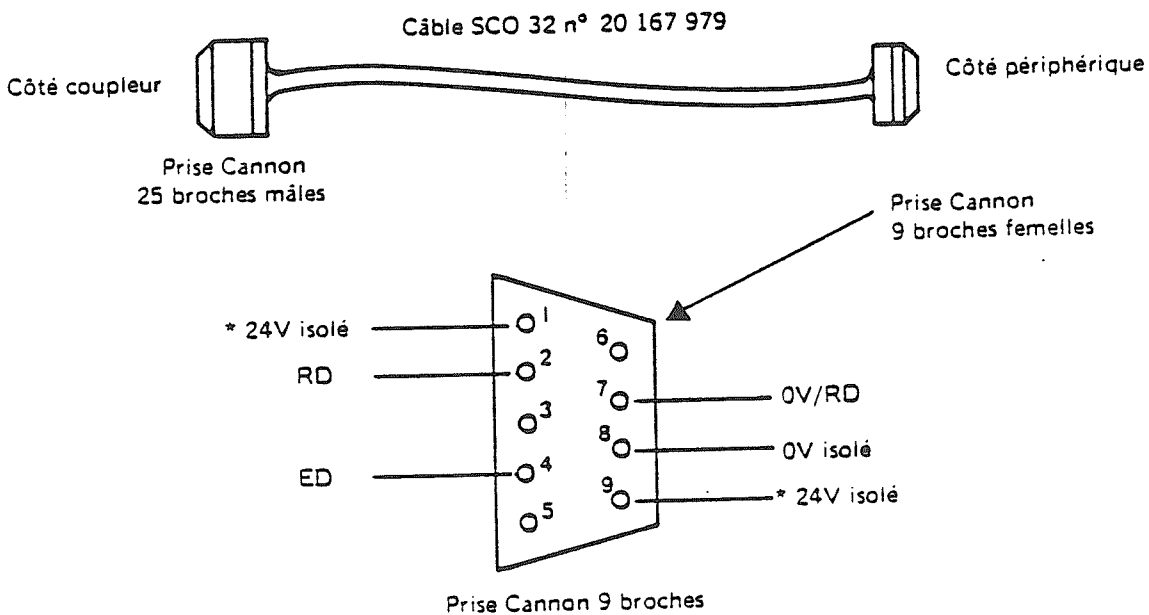 Câble SCO 32 n° 20 167 979
Côté coupleur
Côté périphérique
Prise Cannon
25 broches mâles
Prise Cannon
9 broches femelles
* 24V isolé
1
6
RD
2
7
0V/RD
3
8
0V isolé
ED
4
9
* 24V isolé
5
Prise Cannon 9 broches